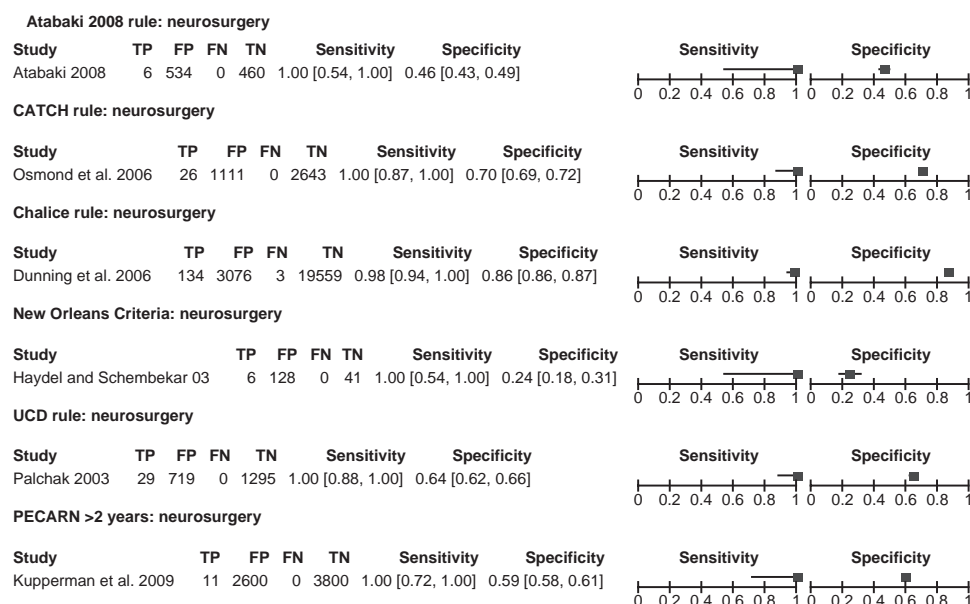 Atabaki 2008 rule: neurosurgery
Study TP FP FN TN Sensitivity Specificity Sensitivity Specificity
Atabaki 2008 6 534 0 460 1.00 [0.54, 1.00] 0.46 [0.43, 0.49]
0 0.2 0.4 0.6 0.8 1 0 0.2 0.4 0.6 0.8 1
CATCH rule: neurosurgery
Study TP FP FN TN Sensitivity Specificity Sensitivity Specificity
Osmond et al. 2006 26 1111 0 2643 1.00 [0.87, 1.00] 0.70 [0.69, 0.72]
0 0.2 0.4 0.6 0.8 1 0 0.2 0.4 0.6 0.8 1
Chalice rule: neurosurgery
Study TP FP FN TN Sensitivity Specificity Sensitivity Specificity
Dunning et al. 2006 134 3076 3 19559 0.98 [0.94, 1.00] 0.86 [0.86, 0.87]
0 0.2 0.4 0.6 0.8 1 0 0.2 0.4 0.6 0.8 1
New Orleans Criteria: neurosurgery
Study TP FP FN TN Sensitivity Specificity Sensitivity Specificity
Haydel and Schembekar 03 6 128 0 41 1.00 [0.54, 1.00] 0.24 [0.18, 0.31]
0 0.2 0.4 0.6 0.8 1 0 0.2 0.4 0.6 0.8 1
UCD rule: neurosurgery
Study TP FP FN TN Sensitivity Specificity Sensitivity Specificity
Palchak 2003 29 719 0 1295 1.00 [0.88, 1.00] 0.64 [0.62, 0.66]
0 0.2 0.4 0.6 0.8 1 0 0.2 0.4 0.6 0.8 1
PECARN >2 years: neurosurgery
Study TP FP FN TN Sensitivity Specificity Sensitivity Specificity
Kupperman et al. 2009 11 2600 0 3800 1.00 [0.72, 1.00] 0.59 [0.58, 0.61]
0 0.2 0.4 0.6 0.8 1 0 0.2 0.4 0.6 0.8 1